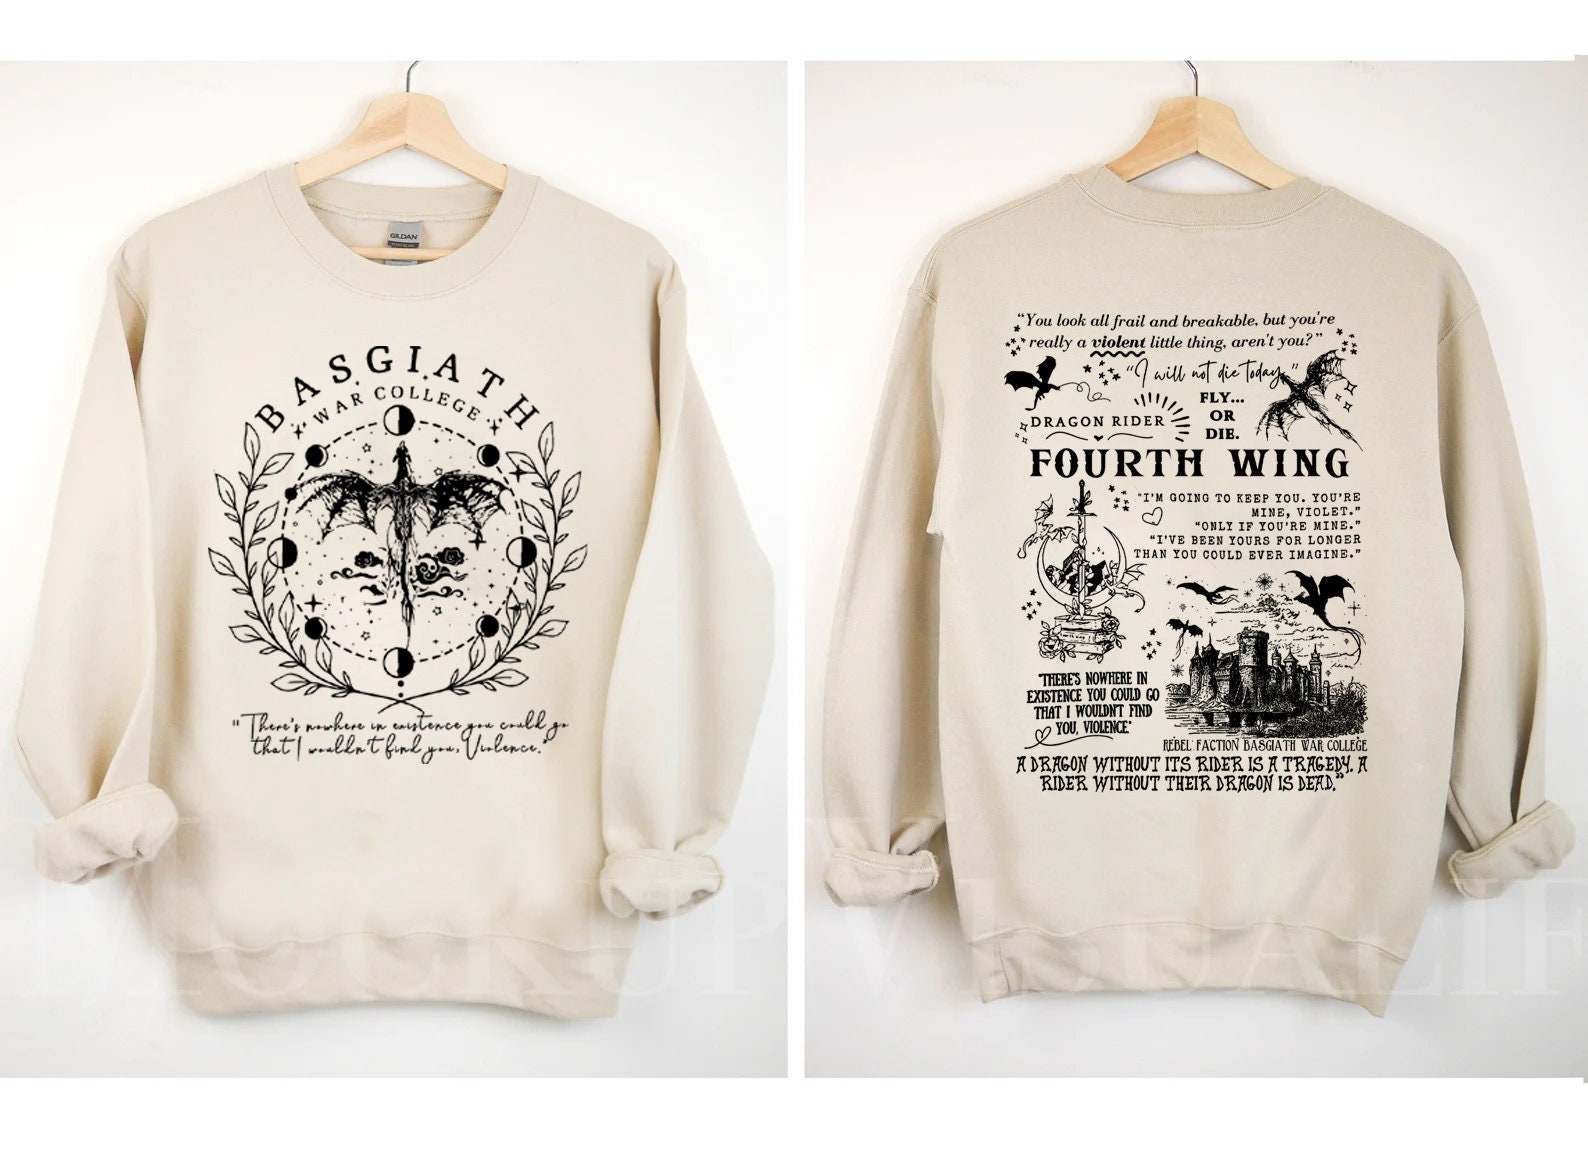 GILDAN
BASGIATH
WAR COLLEGE
"There's nowhere in existence you could go
that I wouldn't find you, Violence."
"You look all frail and breakable, but you're
really a violent little thing, aren't you?"
"I will not die today"
FLY...
OR
DIE.
DRAGON RIDER
FOURTH WING
"I'M GOING TO KEEP YOU. YOU'RE
MINE, VIOLET."
"ONLY IF YOU'RE MINE."
"I'VE BEEN YOURS FOR LONGER
THAN YOU COULD EVER IMAGINE."
"THERE'S NOWHERE IN
EXISTENCE YOU COULD GO
THAT I WOULDN'T FIND
YOU, VIOLENCE."
REBEL FACTION BASGIATH WAR COLLEGE
A DRAGON WITHOUT ITS RIDER IS A TRAGEDY. A
RIDER WITHOUT THEIR DRAGON IS DEAD."
MOCKUP VISUALIF